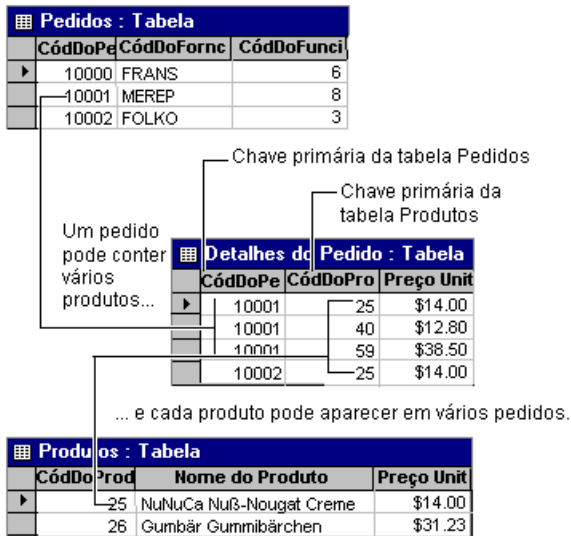 Pedidos : Tabela
CódDoPe CódDoFornc CódDoFunci
10000 FRANS 6
10001 MEREP 8
10002 FOLKO 3
Chave primária da tabela Pedidos
Chave primária da
tabela Produtos
Um pedido
pode conter
vários
produtos...
Detalhes do Pedido : Tabela
CódDoPe CódDoPro Preço Unit
10001 25 $14.00
10001 40 $12.80
10001 59 $38.50
10002 25 $14.00
... e cada produto pode aparecer em vários pedidos.
Produtos : Tabela
CódDoProd Nome do Produto Preço Unit
25 NuNuCa Nuß-Nougat Creme $14.00
26 Gumbär Gummibärchen $31.23